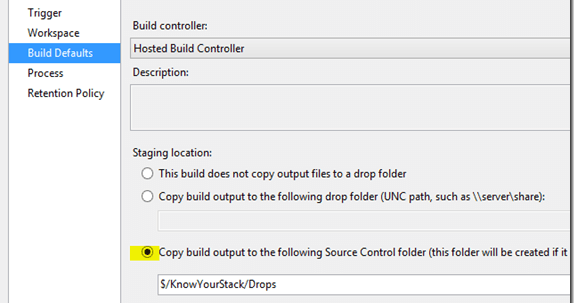 Trigger
Workspace
Build Defaults
Process
Retention Policy
Build controller:
Hosted Build Controller
Description:
Staging location:
This build does not copy output files to a drop folder
Copy build output to the following drop folder (UNC path, such as \\server\share):
Copy build output to the following Source Control folder (this folder will be created if it
$/KnowYourStack/Drops